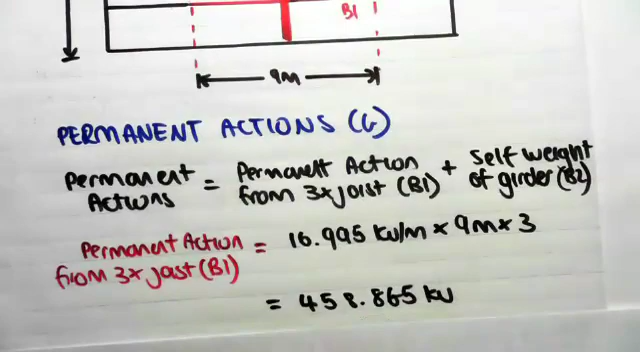 B1
9m
PERMANENT ACTIONS (G)
Permanent Actions = Permanent Action from 3x joist (B1) + Self weight of girder (B2)
Permanent Action from 3x joist (B1) = 16.995 kN/m × 9m × 3
= 458.865 kN